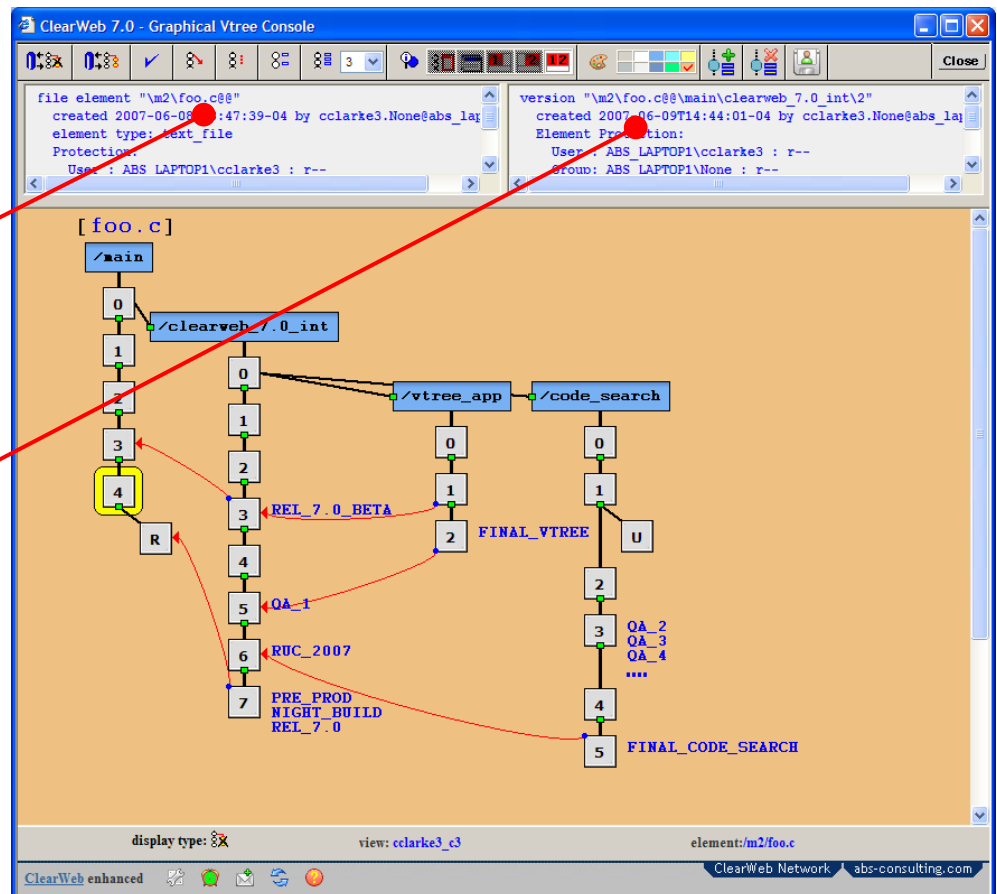 ClearWeb 7.0 - Graphical Vtree Console
3
1
2
12
Close
file element "\m2\foo.c@@"
created 2007-06-08 :47:39-04 by cclarke3.None@abs_lap
element type: text_file
Protection:
User : ABS_LAPTOP1\cclarke3 : r--
version "\m2\foo.c@@\main\clearweb_7.0_int\2"
created 2007-06-09T14:44:01-04 by cclarke3.None@abs_lap
Element Protection:
User : ABS_LAPTOP1\cclarke3 : r--
Group: ABS_LAPTOP1\None : r--
[foo.c]
/main
0
/clearweb_7.0_int
1
0
2
/vtree_app
/code_search
1
3
0
0
2
4
1
1
3
REL_7.0_BETA
R
2
FINAL_VTREE
U
4
2
5
QA_1
3
QA_2
QA_3
QA_4
....
6
RUC_2007
7
PRE_PROD
NIGHT_BUILD
REL_7.0
4
5
FINAL_CODE_SEARCH
display type:
view: cclarke3_c3
element:/m2/foo.c
ClearWeb enhanced
ClearWeb Network
abs-consulting.com